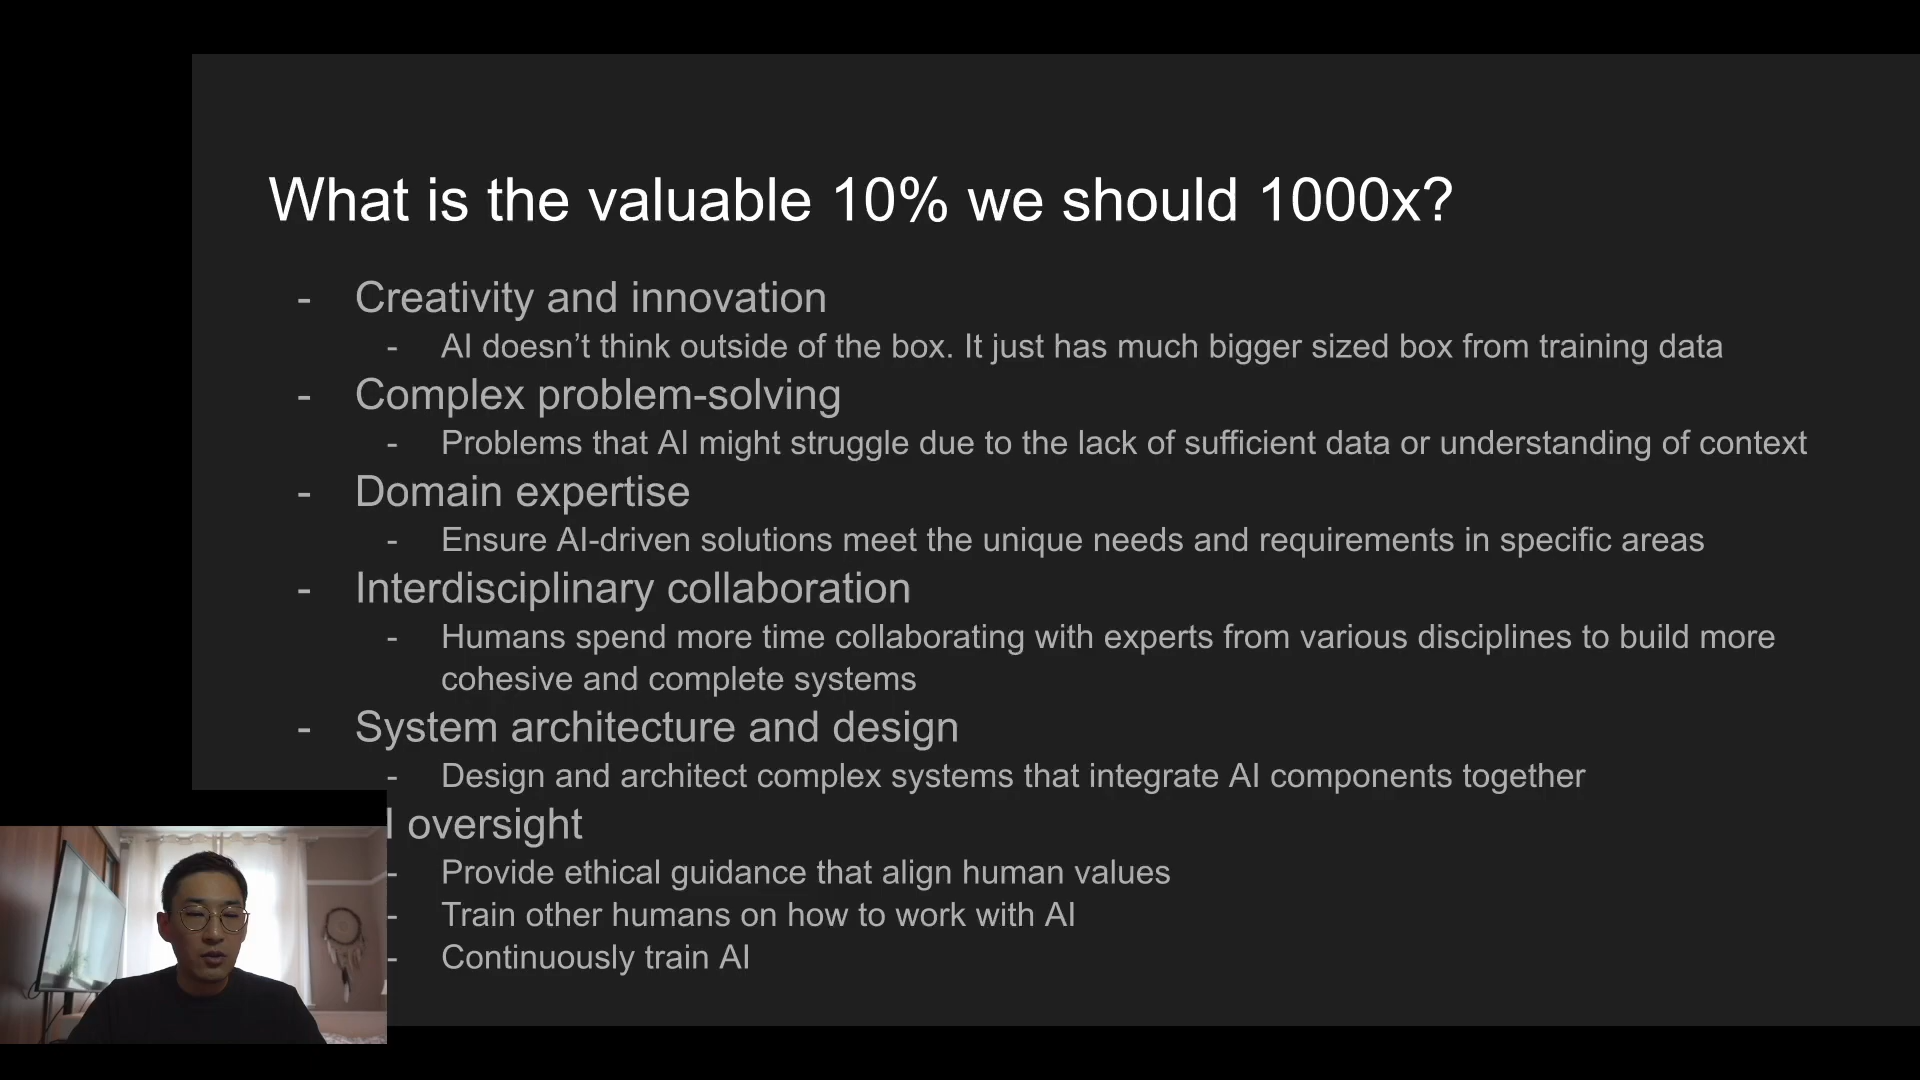 What is the valuable 10% we should 1000x?
- Creativity and innovation
- AI doesn’t think outside of the box. It just has much bigger sized box from training data
- Complex problem-solving
- Problems that AI might struggle due to the lack of sufficient data or understanding of context
- Domain expertise
- Ensure AI-driven solutions meet the unique needs and requirements in specific areas
- Interdisciplinary collaboration
- Humans spend more time collaborating with experts from various disciplines to build more
cohesive and complete systems
- System architecture and design
- Design and architect complex systems that integrate AI components together
oversight
- Provide ethical guidance that align human values
- Train other humans on how to work with AI
- Continuously train AI